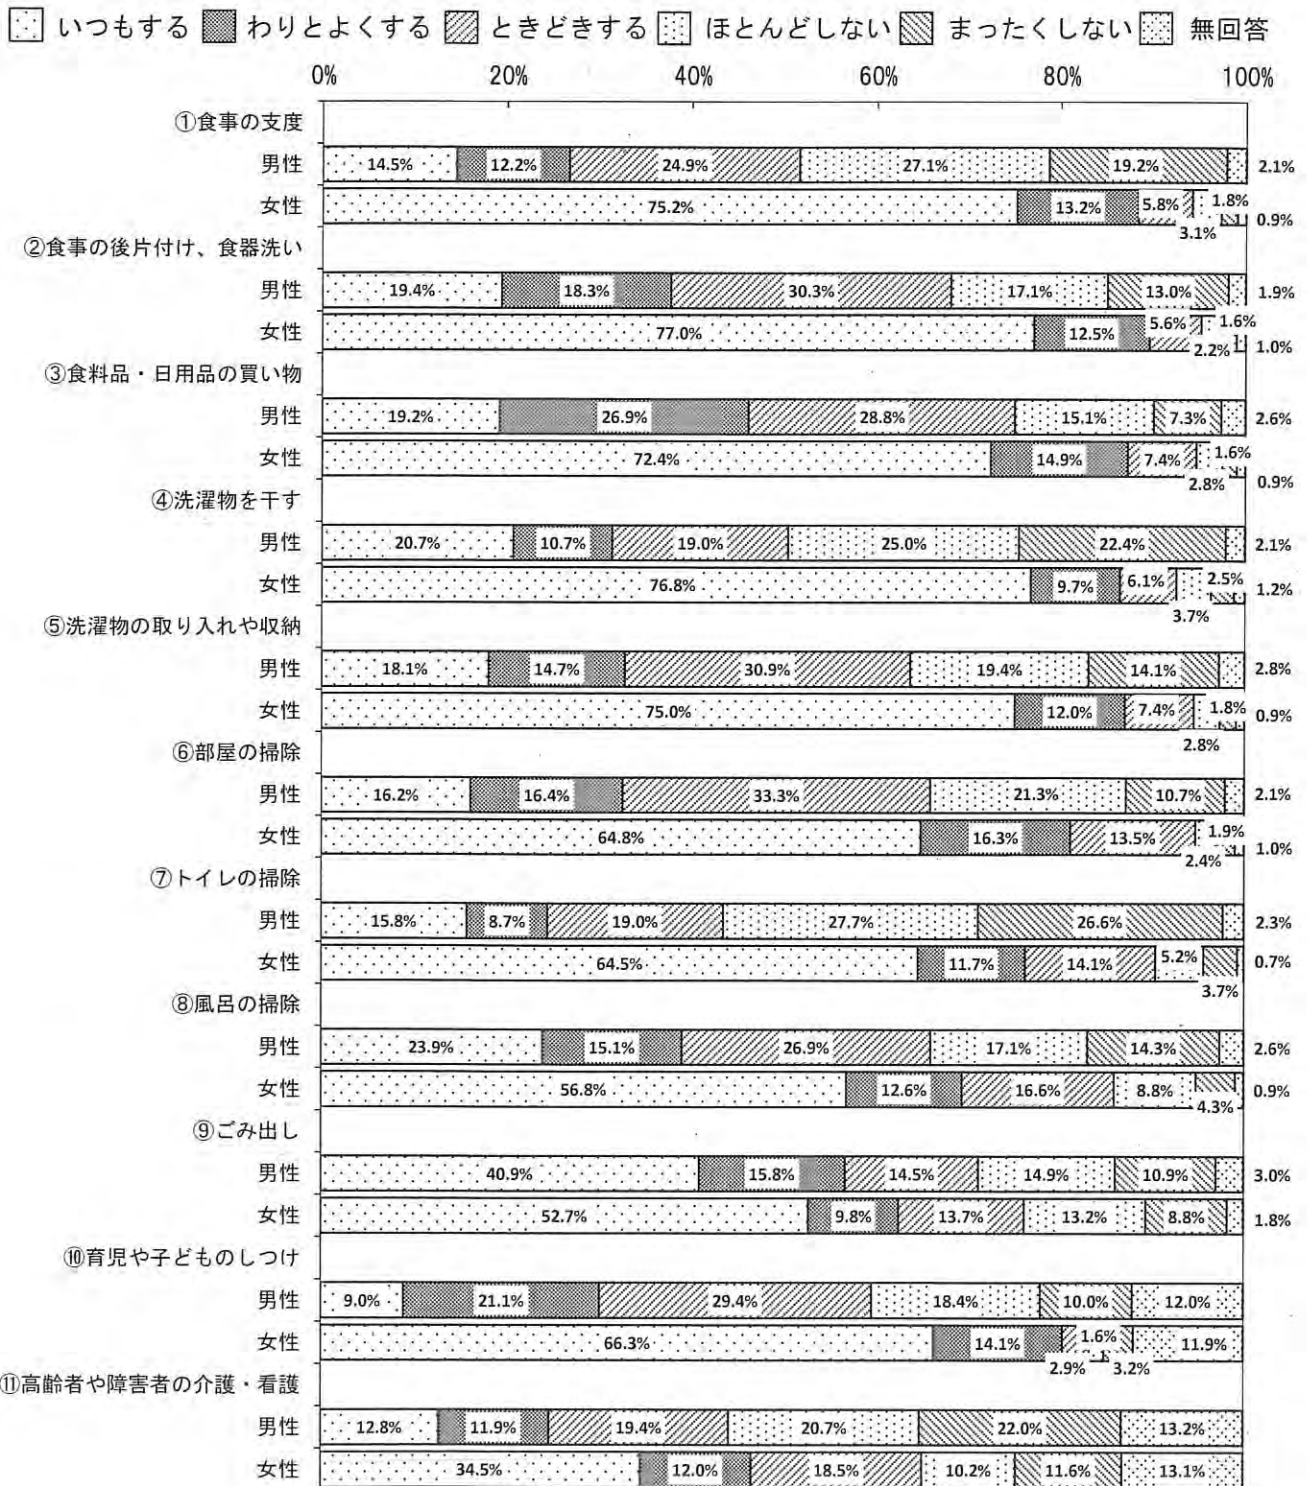 いつもする わりとよくする ときどきする ほとんどしない まったくしない 無回答
0% 20% 40% 60% 80% 100%
①食事の支度
男性 14.5% 12.2% 24.9% 27.1% 19.2% 2.1%
女性 75.2% 13.2% 5.8% 3.1% 1.8% 0.9%
②食事の後片付け、食器洗い
男性 19.4% 18.3% 30.3% 17.1% 13.0% 1.9%
女性 77.0% 12.5% 5.6% 2.2% 1.6% 1.0%
③食料品・日用品の買い物
男性 19.2% 26.9% 28.8% 15.1% 7.3% 2.6%
女性 72.4% 14.9% 7.4% 2.8% 1.6% 0.9%
④洗濯物を干す
男性 20.7% 10.7% 19.0% 25.0% 22.4% 2.1%
女性 76.8% 9.7% 6.1% 3.7% 2.5% 1.2%
⑤洗濯物の取り入れや収納
男性 18.1% 14.7% 30.9% 19.4% 14.1% 2.8%
女性 75.0% 12.0% 7.4% 2.8% 1.8% 0.9%
⑥部屋の掃除
男性 16.2% 16.4% 33.3% 21.3% 10.7% 2.1%
女性 64.8% 16.3% 13.5% 2.4% 1.9% 1.0%
⑦トイレの掃除
男性 15.8% 8.7% 19.0% 27.7% 26.6% 2.3%
女性 64.5% 11.7% 14.1% 5.2% 3.7% 0.7%
⑧風呂の掃除
男性 23.9% 15.1% 26.9% 17.1% 14.3% 2.6%
女性 56.8% 12.6% 16.6% 8.8% 4.3% 0.9%
⑨ごみ出し
男性 40.9% 15.8% 14.5% 14.9% 10.9% 3.0%
女性 52.7% 9.8% 13.7% 13.2% 8.8% 1.8%
⑩育児や子どものしつけ
男性 9.0% 21.1% 29.4% 18.4% 10.0% 12.0%
女性 66.3% 14.1% 2.9% 1.6% 3.2% 11.9%
⑪高齢者や障害者の介護・看護
男性 12.8% 11.9% 19.4% 20.7% 22.0% 13.2%
女性 34.5% 12.0% 18.5% 10.2% 11.6% 13.1%